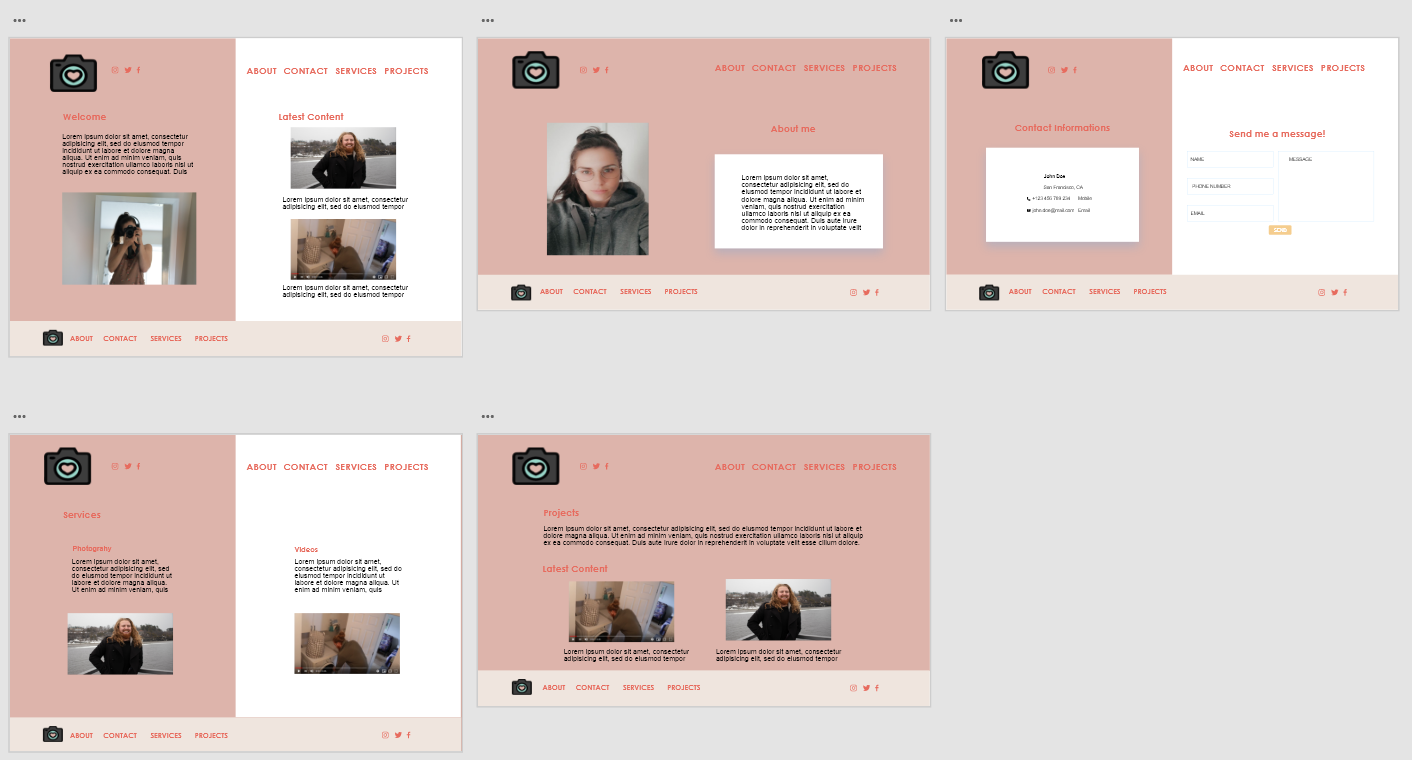 ABOUT CONTACT SERVICES PROJECTS
Welcome
Lorem ipsum dolor sit amet, consectetur
adipisicing elit, sed do eiusmod tempor
incididunt ut labore et dolore magna
aliqua. Ut enim ad minim veniam, quis
nostrud exercitation ullamco laboris nisi ut
aliquip ex ea commodo consequat. Duis
Latest Content
Lorem ipsum dolor sit amet, consectetur
adipisicing elit, sed do eiusmod tempor
Lorem ipsum dolor sit amet, consectetur
adipisicing elit, sed do eiusmod tempor
ABOUT CONTACT SERVICES PROJECTS
ABOUT CONTACT SERVICES PROJECTS
About me
Lorem ipsum dolor sit amet,
consectetur adipisicing elit, sed do
eiusmod tempor incididunt ut labore et
dolore magna aliqua. Ut enim ad minim
veniam, quis nostrud exercitation
ullamco laboris nisi ut aliquip ex ea
commodo consequat. Duis aute irure
dolor in reprehenderit in voluptate velit
ABOUT CONTACT SERVICES PROJECTS
ABOUT CONTACT SERVICES PROJECTS
Contact Informations
John Doe
San Francisco, CA
+123 456 789 234 Mobile
john.doe@mail.com Email
Send me a message!
NAME
MESSAGE
PHONE NUMBER
EMAIL
SEND
ABOUT CONTACT SERVICES PROJECTS
ABOUT CONTACT SERVICES PROJECTS
Services
Photograhy
Lorem ipsum dolor sit amet,
consectetur adipisicing elit, sed
do eiusmod tempor incididunt ut
labore et dolore magna aliqua.
Ut enim ad minim veniam, quis
Videos
Lorem ipsum dolor sit amet,
consectetur adipisicing elit, sed do
eiusmod tempor incididunt ut
labore et dolore magna aliqua. Ut
enim ad minim veniam, quis
ABOUT CONTACT SERVICES PROJECTS
ABOUT CONTACT SERVICES PROJECTS
Projects
Lorem ipsum dolor sit amet, consectetur adipisicing elit, sed do eiusmod tempor incididunt ut labore et
dolore magna aliqua. Ut enim ad minim veniam, quis nostrud exercitation ullamco laboris nisi ut aliquip
ex ea commodo consequat. Duis aute irure dolor in reprehenderit in voluptate velit esse cillum dolore.
Latest Content
Lorem ipsum dolor sit amet, consectetur
adipisicing elit, sed do eiusmod tempor
Lorem ipsum dolor sit amet, consectetur
adipisicing elit, sed do eiusmod tempor
ABOUT CONTACT SERVICES PROJECTS